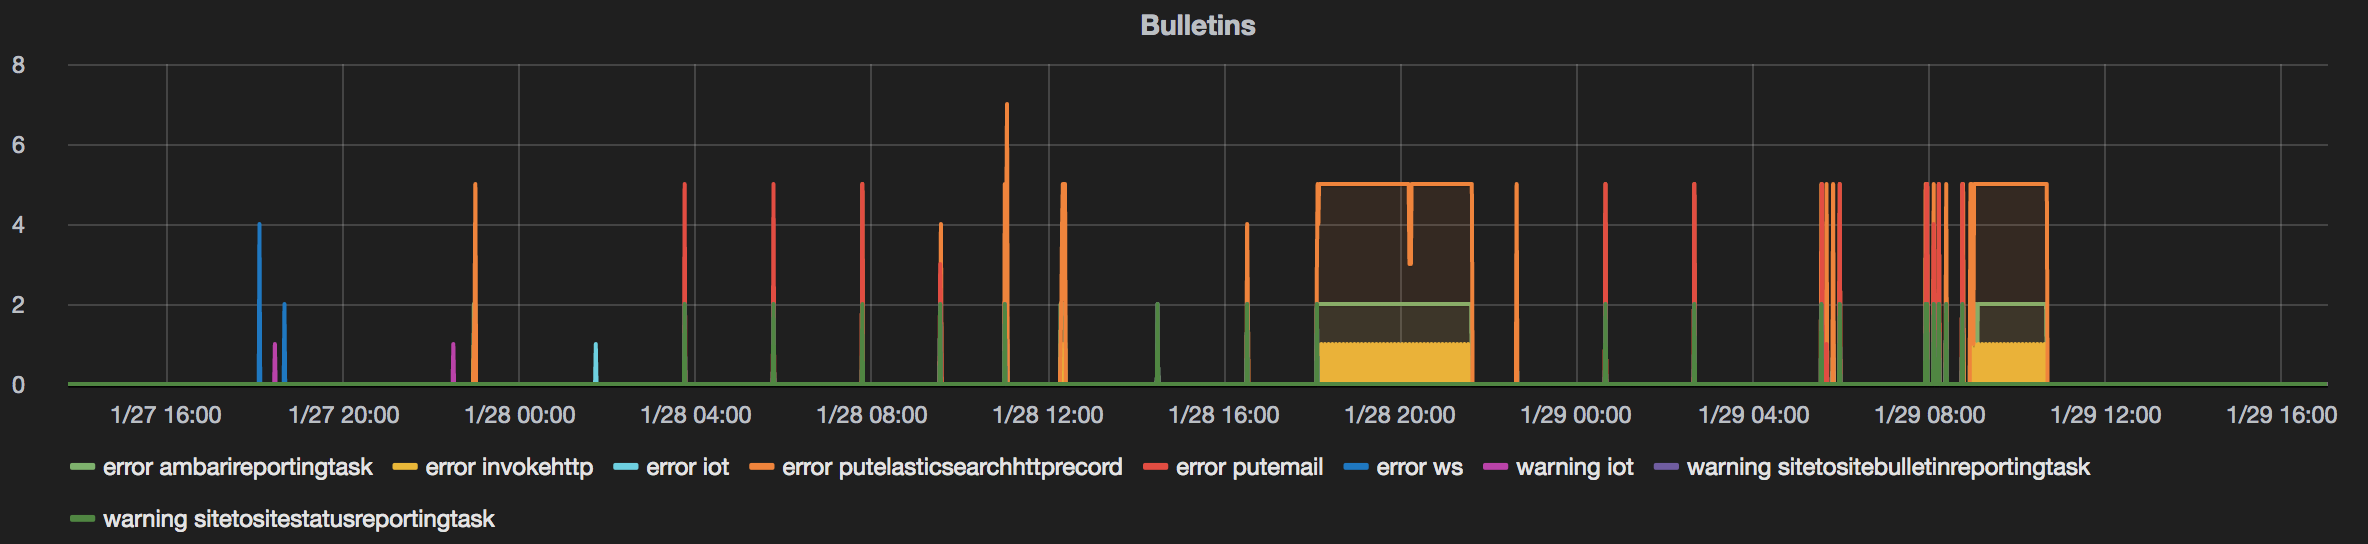 Bulletins
8
6
4
2
0
1/27 16:00 1/27 20:00 1/28 00:00 1/28 04:00 1/28 08:00 1/28 12:00 1/28 16:00 1/28 20:00 1/29 00:00 1/29 04:00 1/29 08:00 1/29 12:00 1/29 16:00
error ambarireportingtask error invokehttp error iot error putelasticsearchhttprecord error putemail error ws warning iot warning sitetositebulletinreportingtask
warning sitetositestatusreportingtask